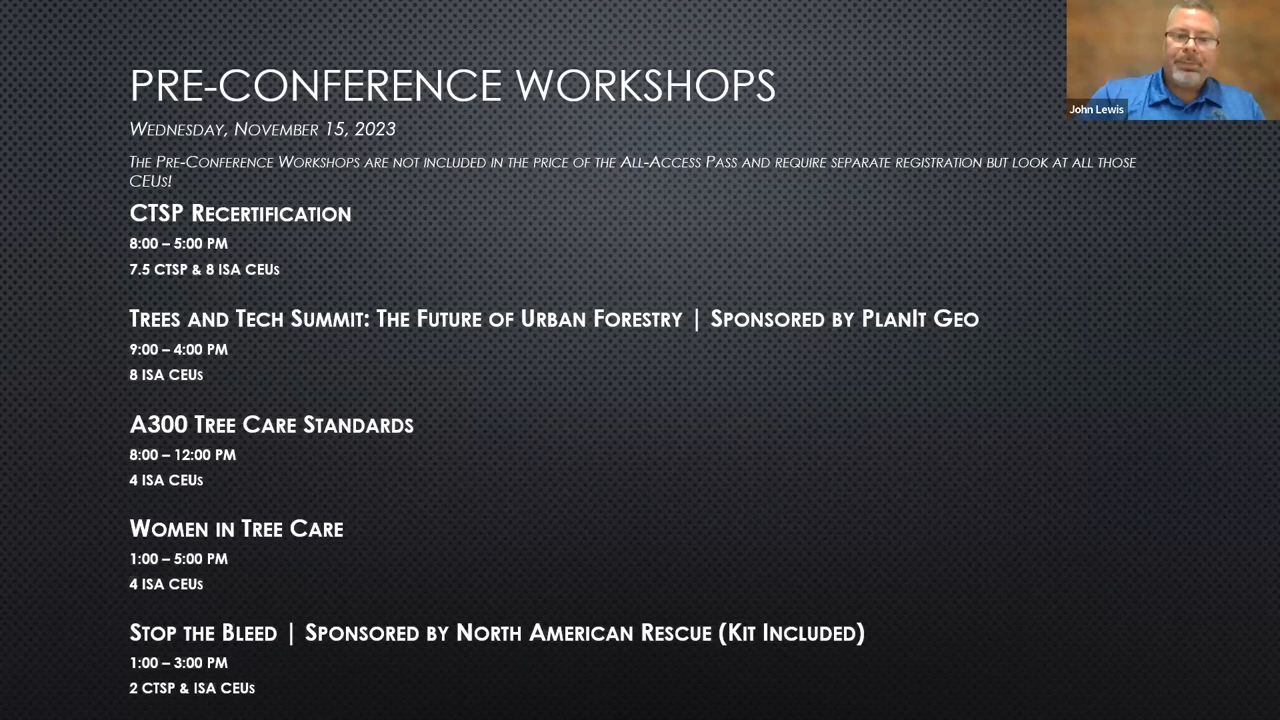 PRE-CONFERENCE WORKSHOPS
WEDNESDAY, NOVEMBER 15, 2023
THE PRE-CONFERENCE WORKSHOPS ARE NOT INCLUDED IN THE PRICE OF THE ALL-ACCESS PASS AND REQUIRE SEPARATE REGISTRATION BUT LOOK AT ALL THOSE
CEUS!
CTSP RECERTIFICATION
8:00 – 5:00 PM
7.5 CTSP & 8 ISA CEUS
TREES AND TECH SUMMIT: THE FUTURE OF URBAN FORESTRY | SPONSORED BY PLANIT GEO
9:00 – 4:00 PM
8 ISA CEUS
A300 TREE CARE STANDARDS
8:00 – 12:00 PM
4 ISA CEUS
WOMEN IN TREE CARE
1:00 – 5:00 PM
4 ISA CEUS
STOP THE BLEED | SPONSORED BY NORTH AMERICAN RESCUE (KIT INCLUDED)
1:00 – 3:00 PM
2 CTSP & ISA CEUS
John Lewis